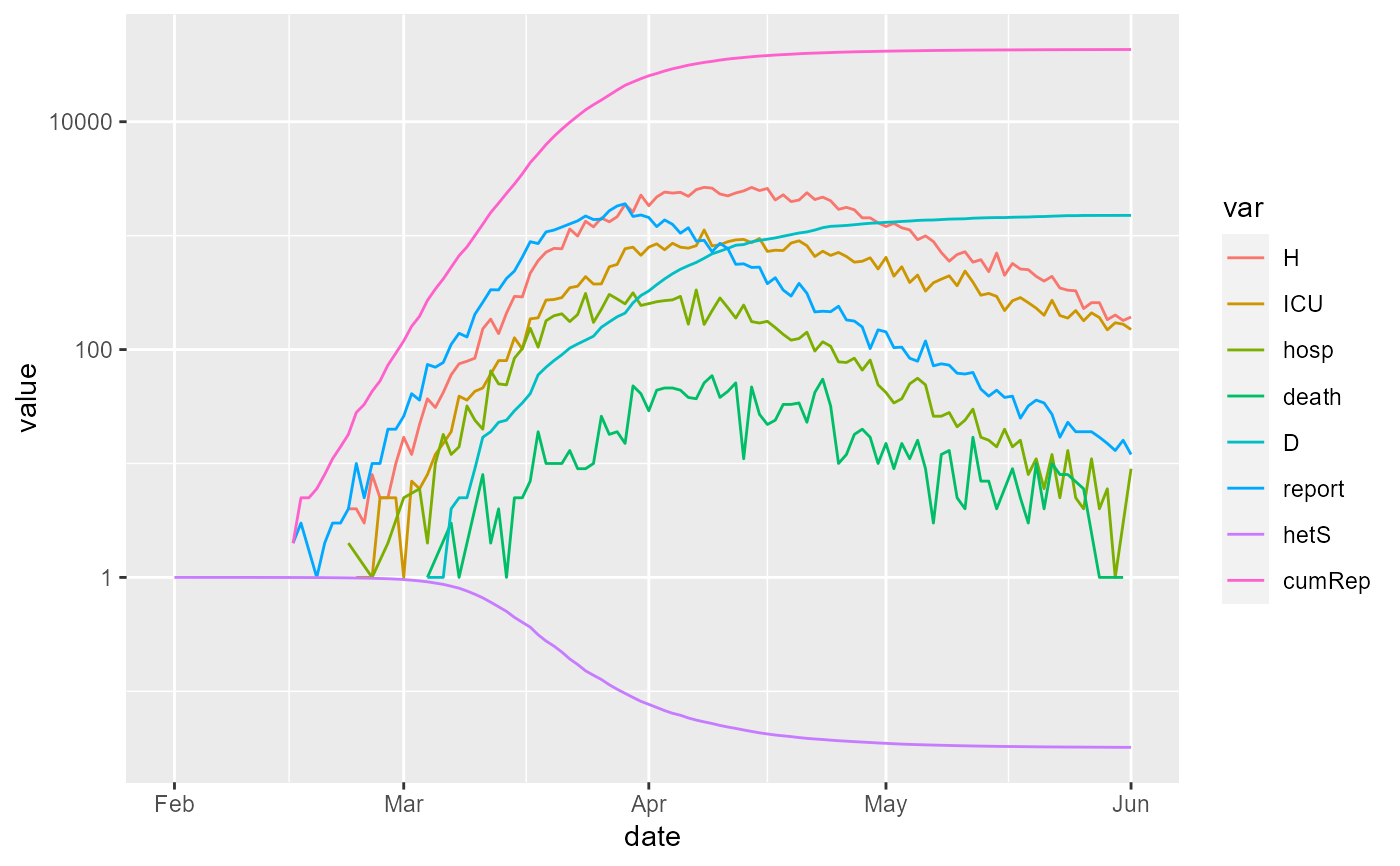 10000
100
1
value
Feb
Mar
Apr
May
Jun
date
var
H
ICU
hosp
death
D
report
hetS
cumRep